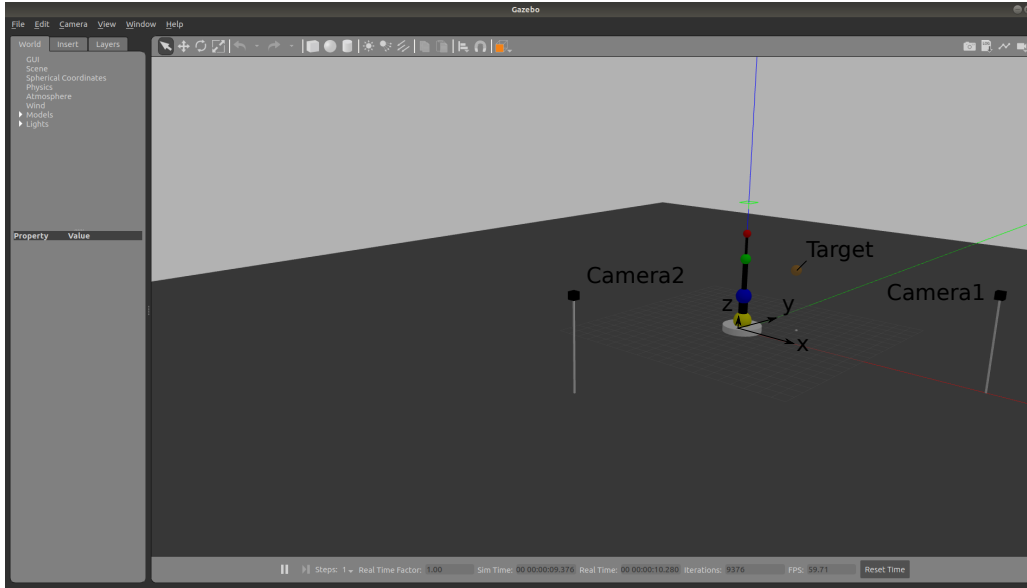 Gazebo
File Edit Camera View Window Help
World Insert Layers
GUI
Scene
Spherical Coordinates
Physics
Atmosphere
Wind
Models
Lights
Property Value
Target
Camera2
Camera1
z
y
x
Steps: 1 Real Time Factor: 1.00 Sim Time: 00 00:00:09.376 Real Time: 00 00:00:10.280 Iterations: 9376 FPS: 59.71 Reset Time